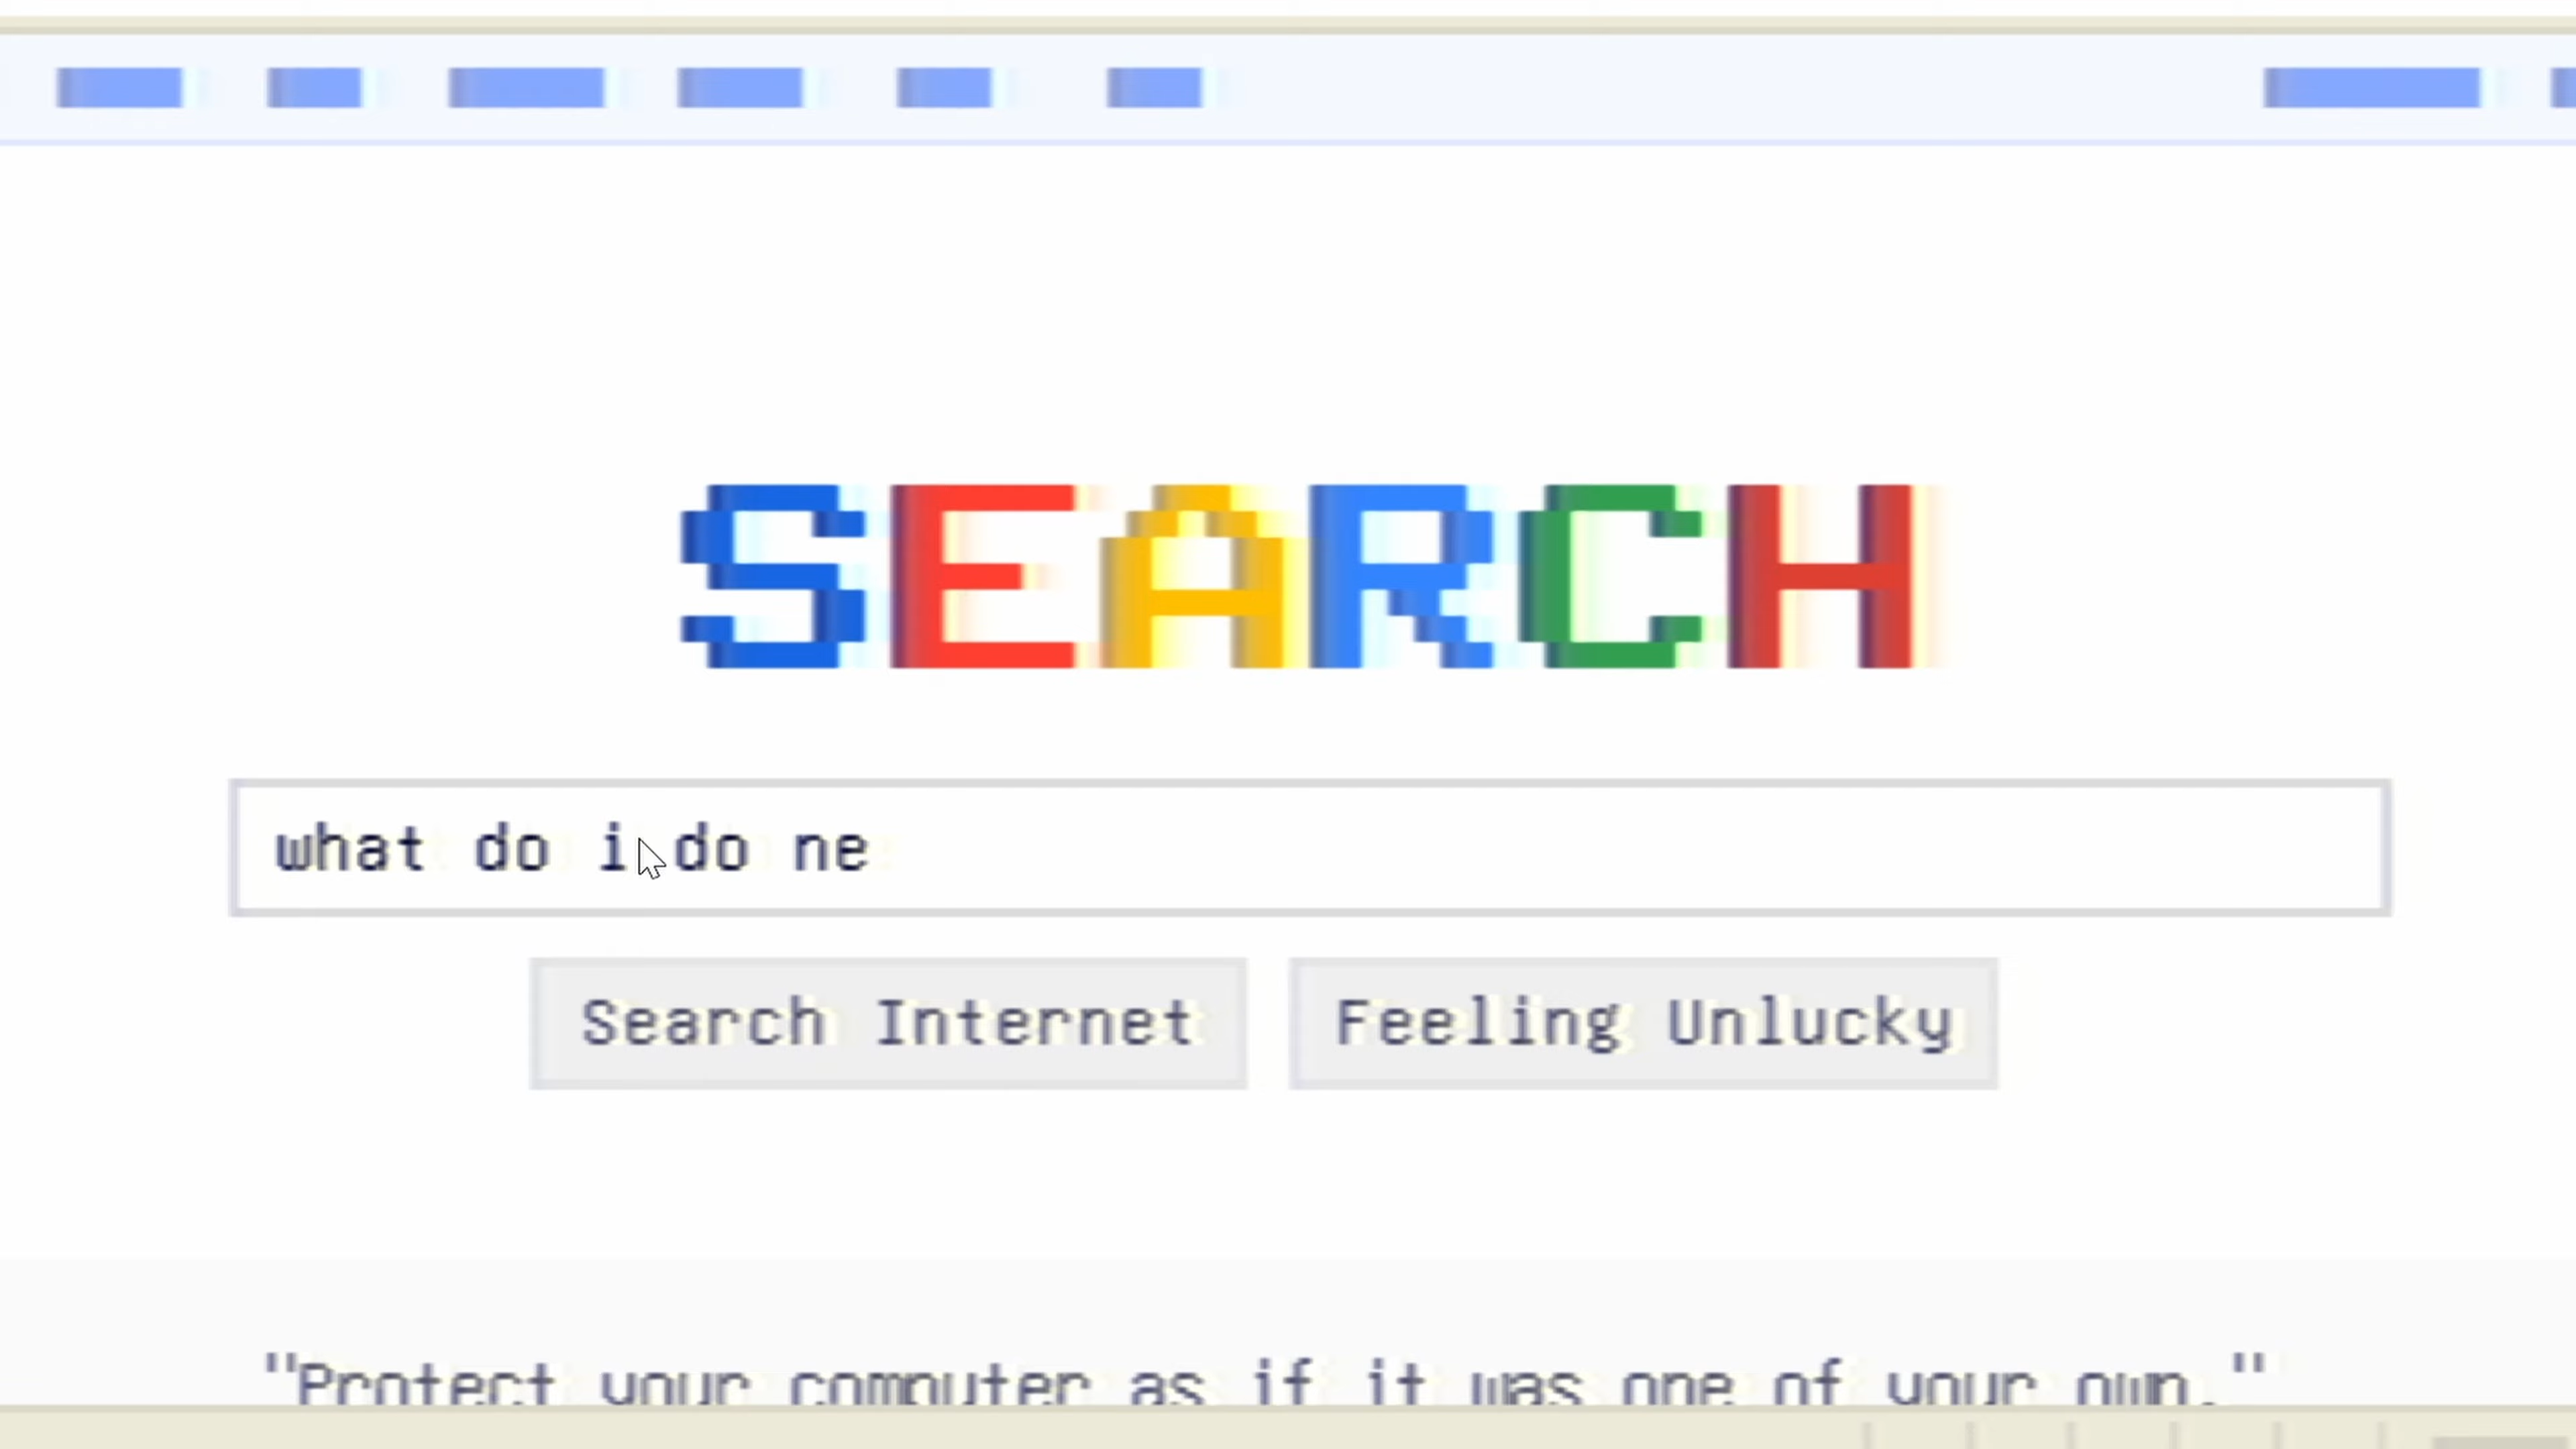 SEARCH
what do i do ne
Search Internet
Feeling Unlucky
"Protect your computer as if it was one of your own."